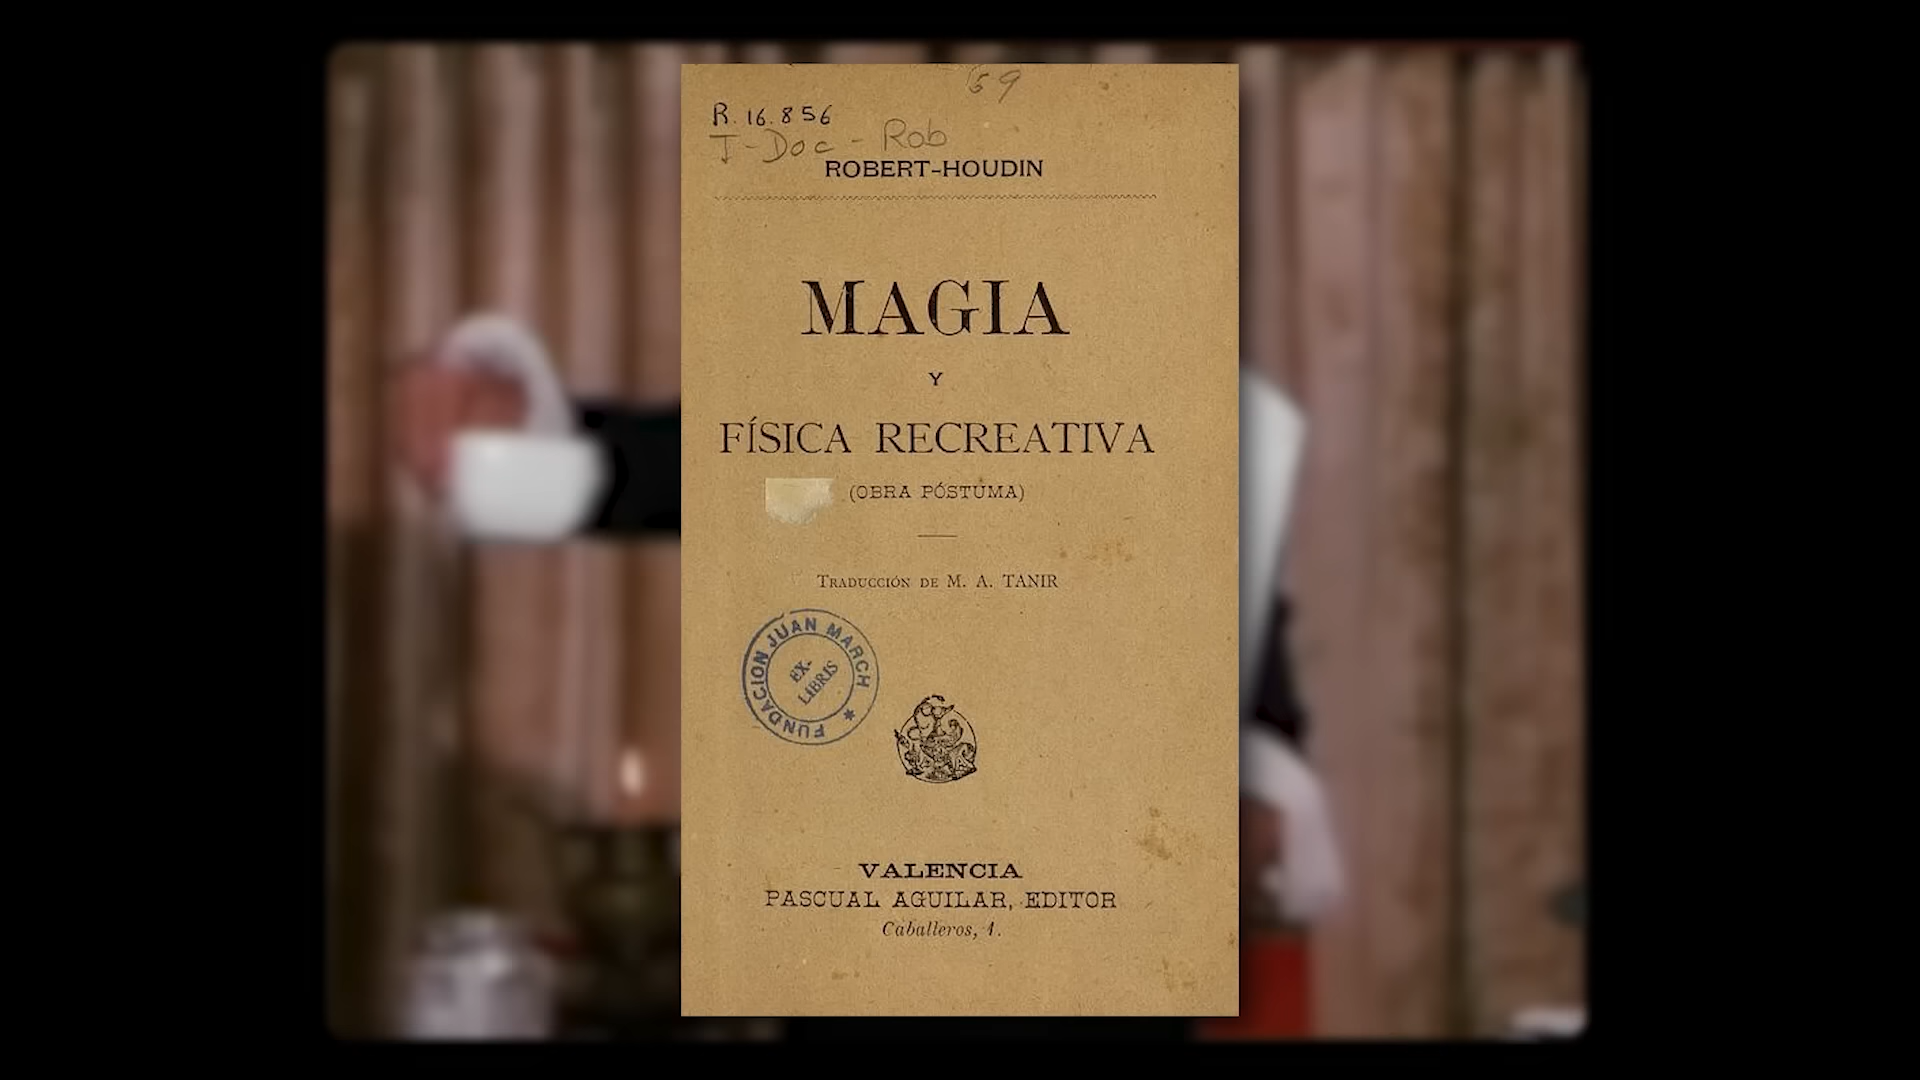 59
R. 16.856
T-Doc - Rob
ROBERT-HOUDIN
MAGIA
Y
FÍSICA RECREATIVA
(OBRA PÓSTUMA)
TRADUCCIÓN DE M. A. TANIR
FUNDACION JUAN MARCH
EX-
LIBRIS
VALENCIA
PASCUAL AGUILAR, EDITOR
Caballeros, 1.